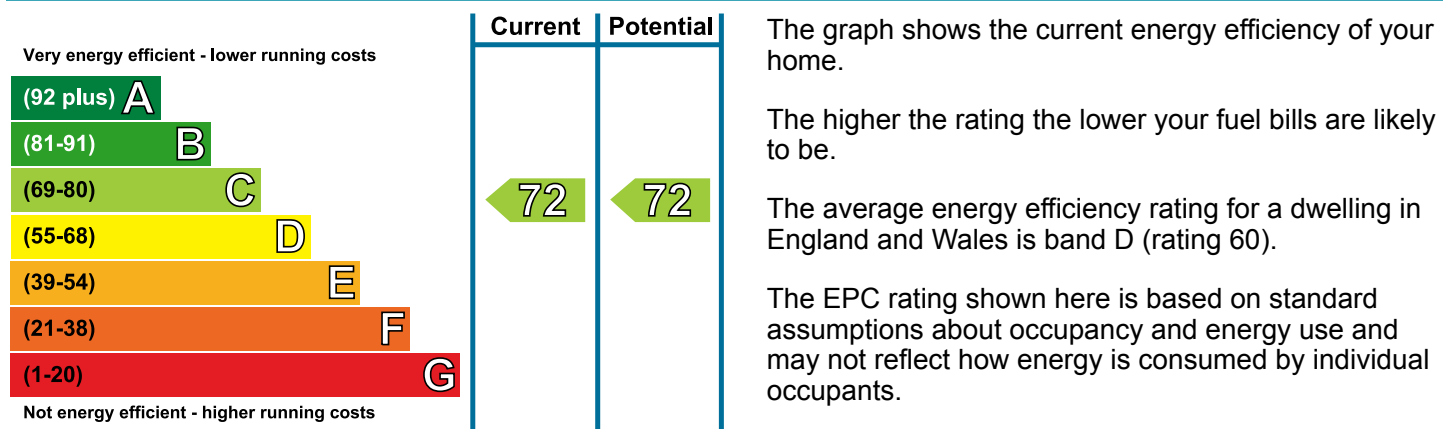 Current Potential
Very energy efficient - lower running costs
(92 plus) A
(81-91) B
(69-80) C
72 72
(55-68) D
(39-54) E
(21-38) F
(1-20) G
Not energy efficient - higher running costs
The graph shows the current energy efficiency of your
home.
The higher the rating the lower your fuel bills are likely
to be.
The average energy efficiency rating for a dwelling in
England and Wales is band D (rating 60).
The EPC rating shown here is based on standard
assumptions about occupancy and energy use and
may not reflect how energy is consumed by individual
occupants.